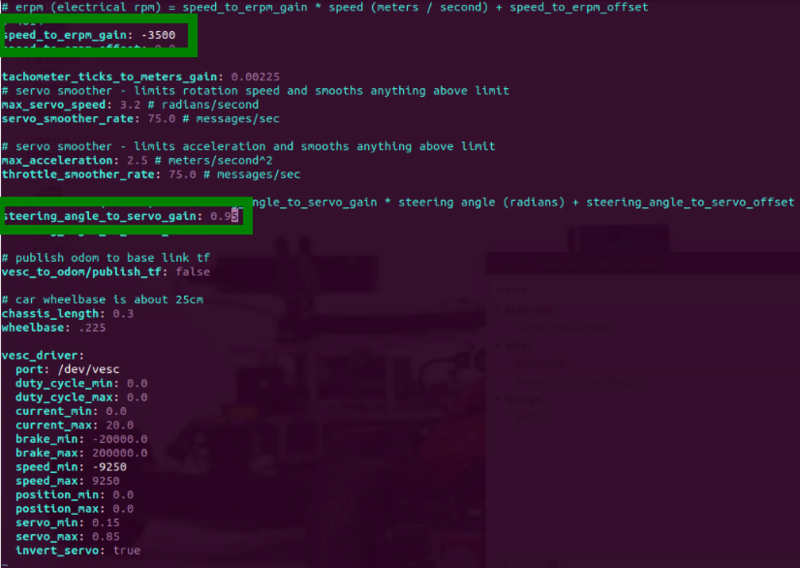 # erpm (electrical rpm) = speed_to_erpm_gain * speed (meters / second) + speed_to_erpm_offset
speed_to_erpm_gain: -3500
speed_to_erpm_offset: 0.0
tachometer_ticks_to_meters_gain: 0.00225
# servo smoother - limits rotation speed and smooths anything above limit
max_servo_speed: 3.2 # radians/second
servo_smoother_rate: 75.0 # messages/sec
# servo smoother - limits acceleration and smooths anything above limit
max_acceleration: 2.5 # meters/second^2
throttle_smoother_rate: 75.0 # messages/sec
angle_to_servo_gain * steering angle (radians) + steering_angle_to_servo_offset
steering_angle_to_servo_gain: 0.95
# publish odom to base link tf
vesc_to_odom/publish_tf: false
# car wheelbase is about 25cm
chassis_length: 0.3
wheelbase: .225
vesc_driver:
port: /dev/vesc
duty_cycle_min: 0.0
duty_cycle_max: 0.0
current_min: 0.0
current_max: 20.0
brake_min: -20000.0
brake_max: 200000.0
speed_min: -9250
speed_max: 9250
position_min: 0.0
position_max: 0.0
servo_min: 0.15
servo_max: 0.85
invert_servo: true
~